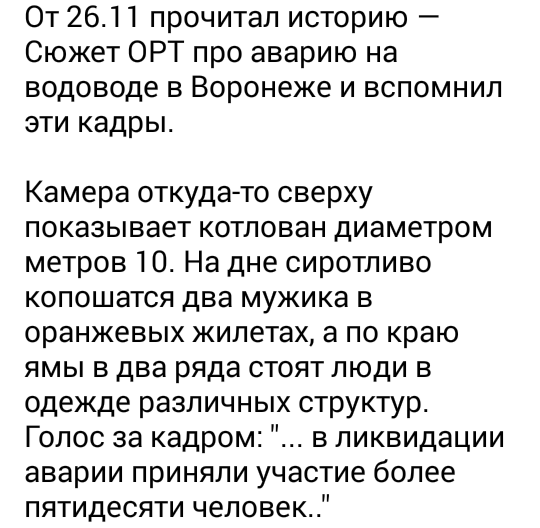 От 26.11 прочитал историю —
Сюжет ОРТ про аварию на
водоводе в Воронеже и вспомнил
эти кадры.

Камера откуда-то сверху
показывает котлован диаметром
метров 10. На дне сиротливо
копошатся два мужика в
оранжевых жилетах, а по краю
ямы в два ряда стоят люди в
одежде различных структур.
Голос за кадром: "... в ликвидации
аварии приняли участие более
пятидесяти человек.."